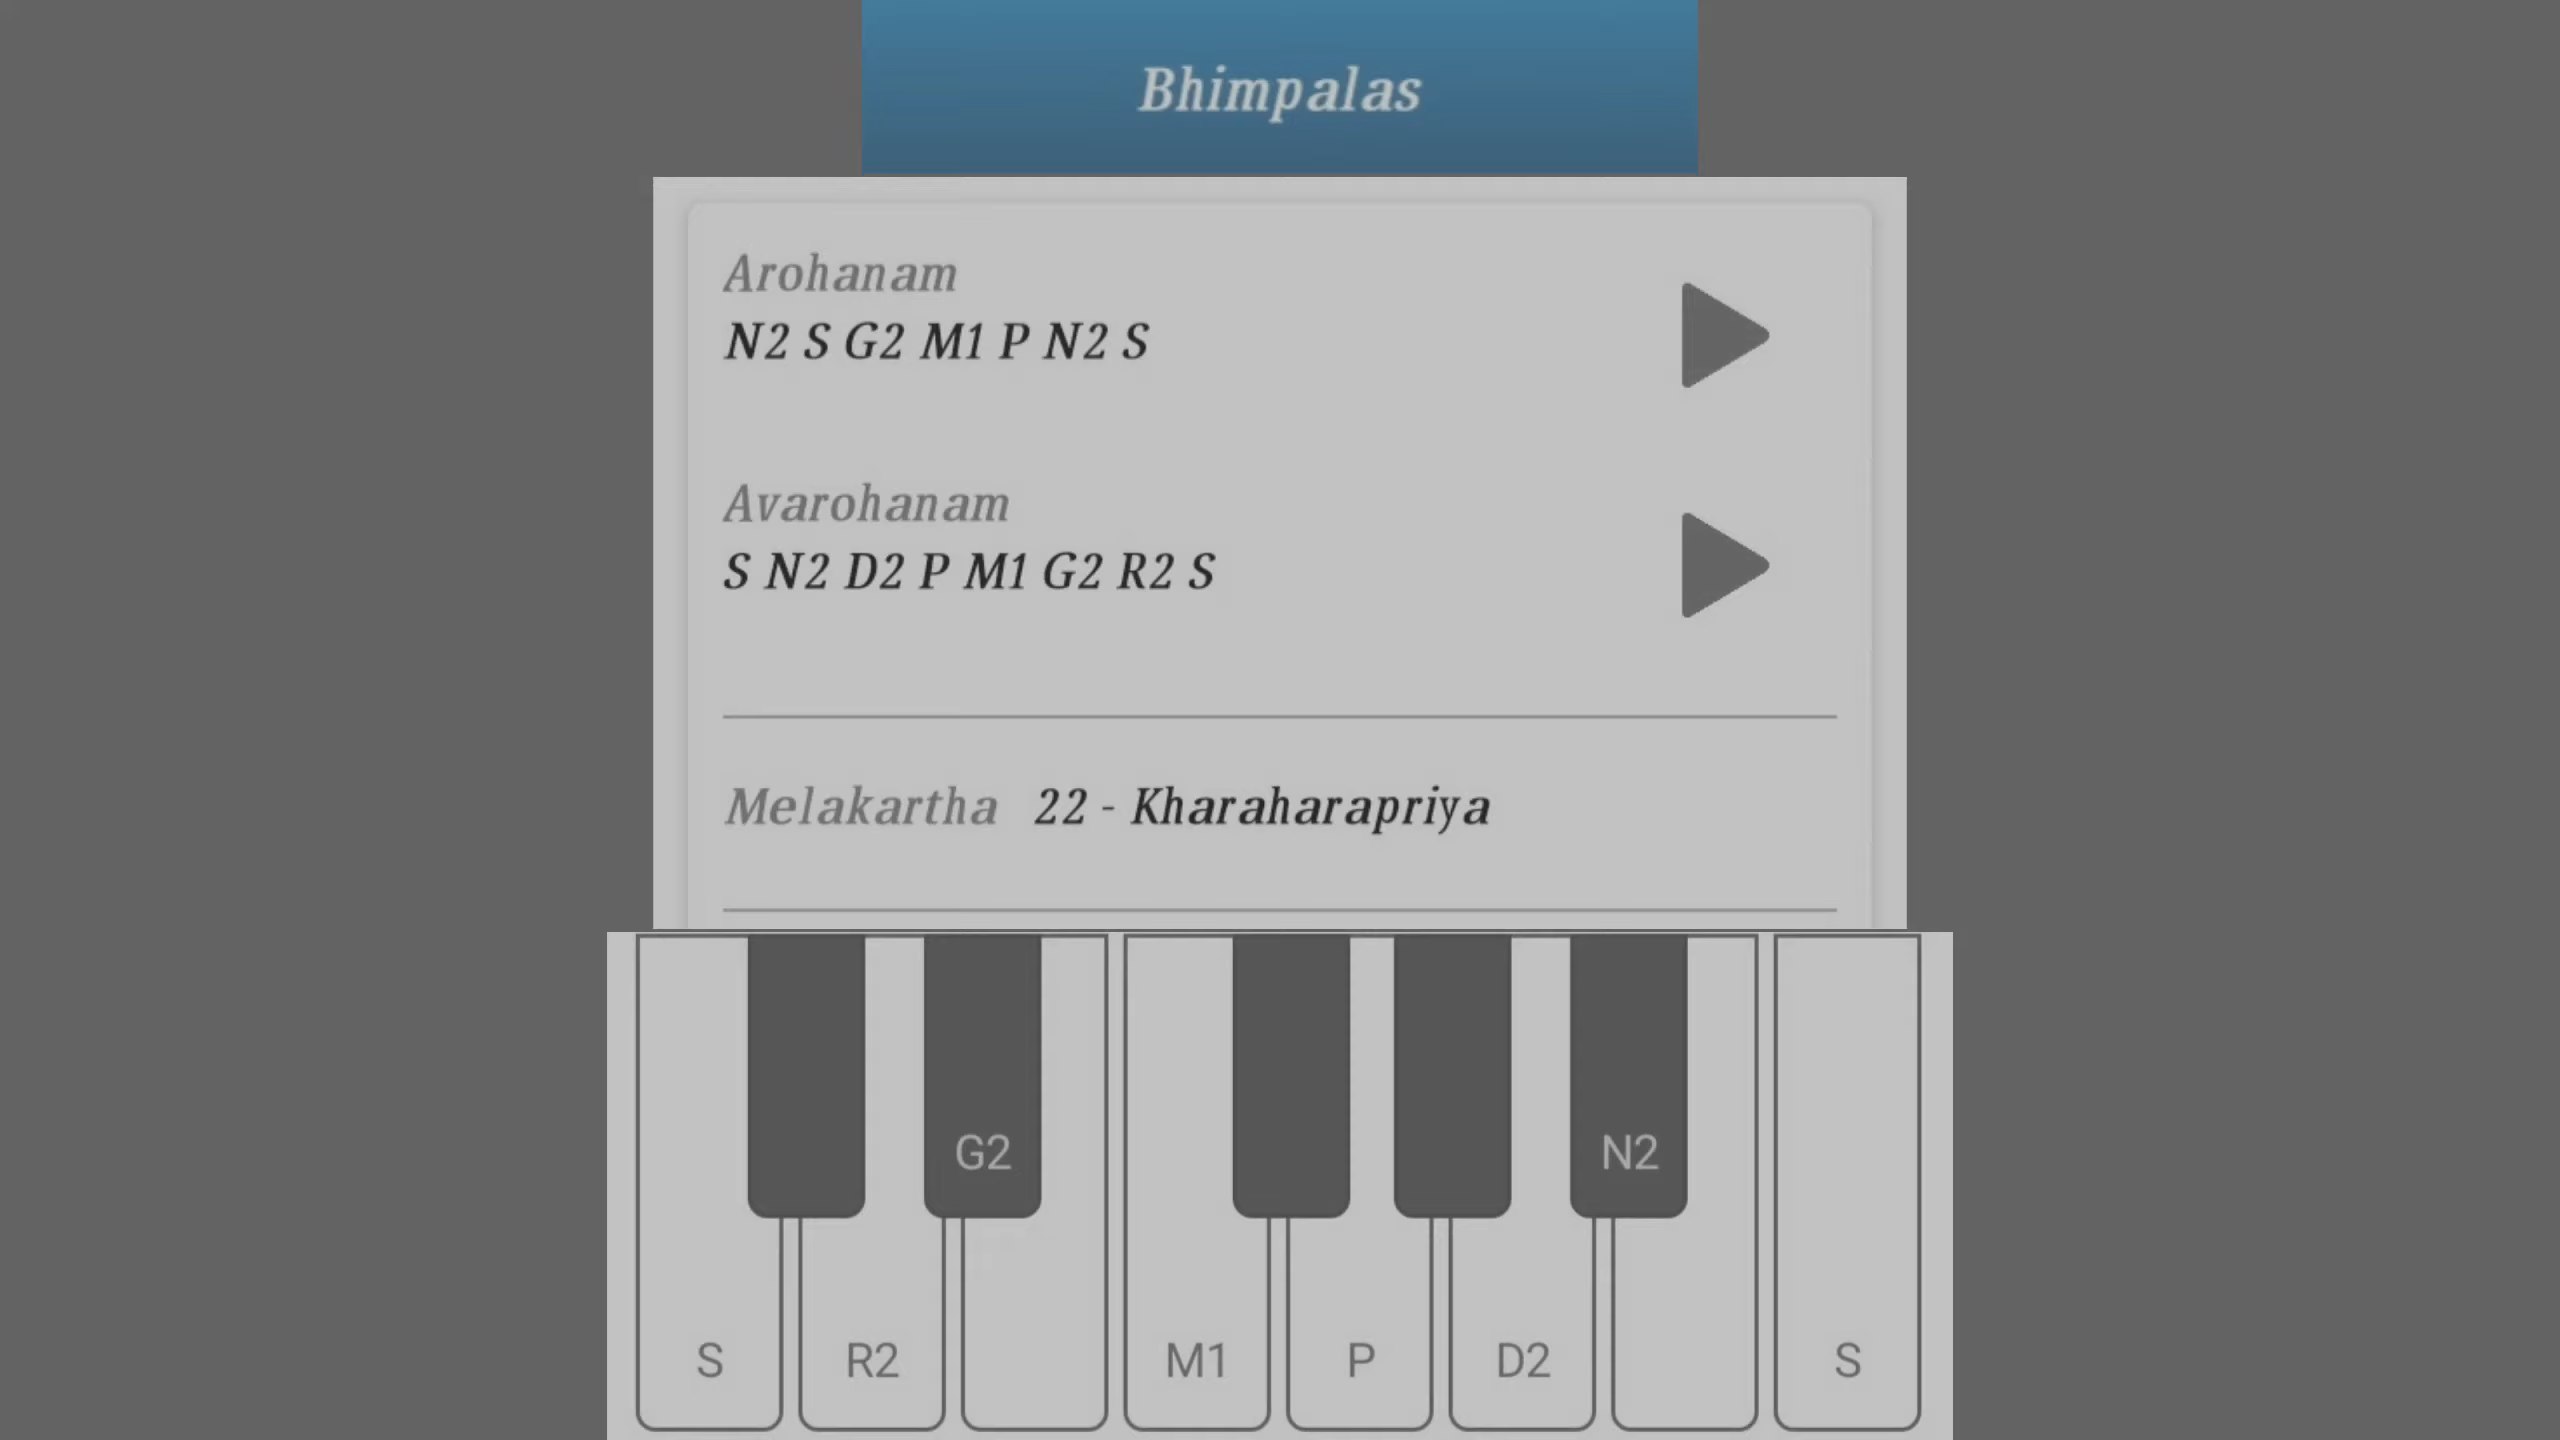 Bhimpalas
Arohanam
N2 S G2 M1 P N2 S
Avarohanam
S N2 D2 P M1 G2 R2 S
Melakartha 22 - Kharaharapriya
G2 N2
S R2 M1 P D2 S